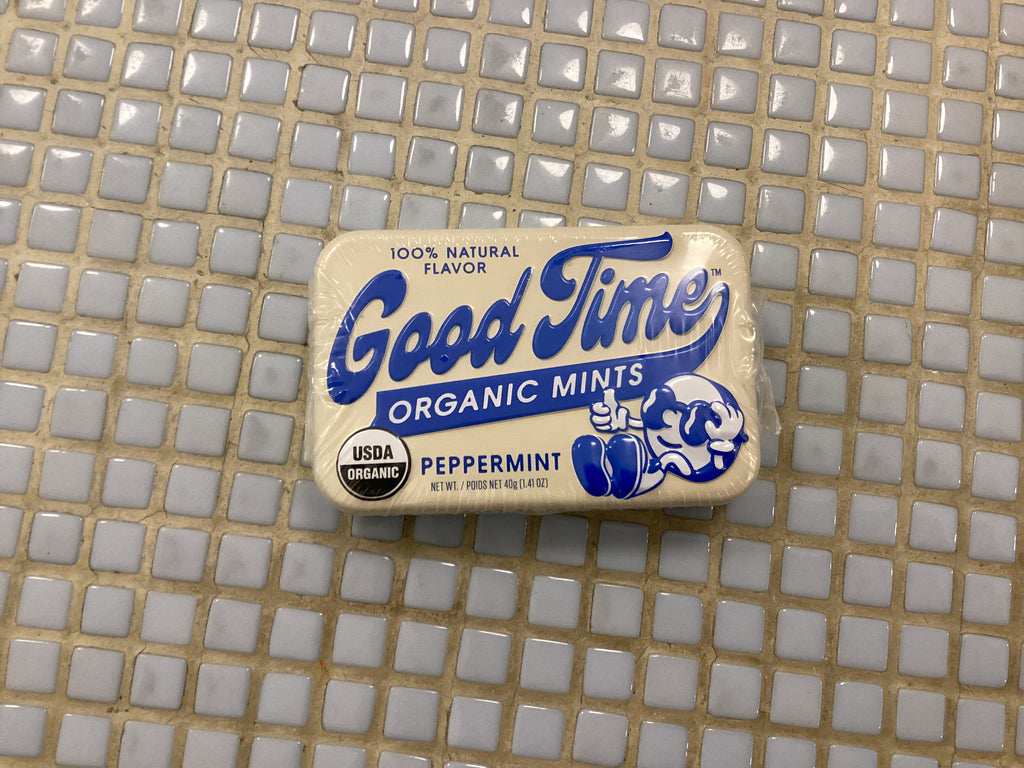 100% NATURAL
FLAVOR
Good Time™
ORGANIC MINTS
USDA
ORGANIC
PEPPERMINT
NET WT. / POIDS NET 40g (1.41 OZ)